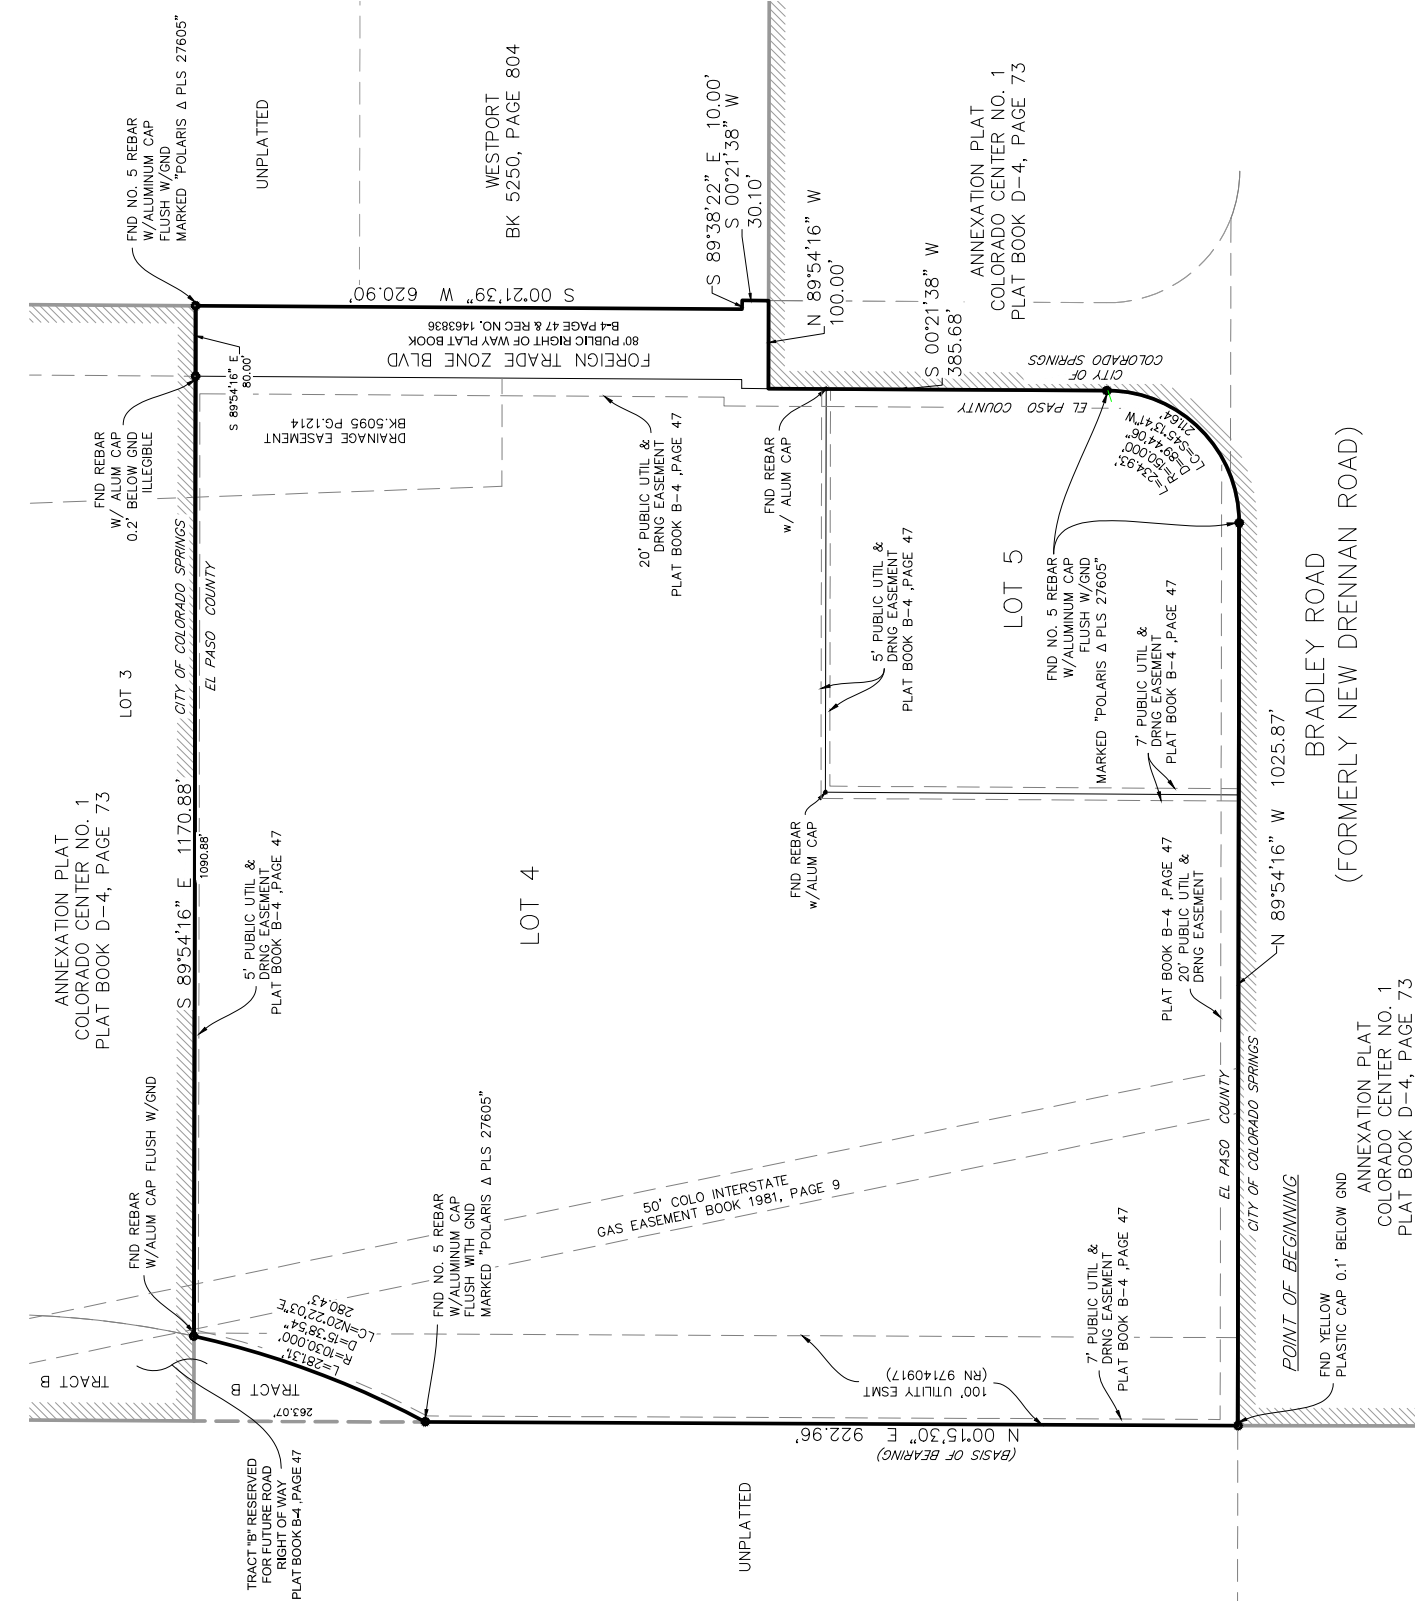 FND NO. 5 REBAR
W/ALUMINUM CAP
FLUSH W/GND
MARKED "POLARIS Δ PLS 27605"
UNPLATTED
WESTPORT
BK 5250, PAGE 804
S 89°38'22" E 10.00'
S 00°21'38" W
30.10'
N 89°54'16" W
100.00'
S 00°21'38" W
385.68'
ANNEXATION PLAT
COLORADO CENTER NO. 1
PLAT BOOK D-4, PAGE 73
S 00°21'39" W 620.90'
FOREIGN TRADE ZONE BLVD
80' PUBLIC RIGHT OF WAY PLAT BOOK
B-4 PAGE 47 & REC NO. 1463836
S 89°54'16" E
80.00'
DRAINAGE EASEMENT
BK.5095 PG.1214
FND REBAR
W/ ALUM CAP
0.2' BELOW GND
ILLEGIBLE
20' PUBLIC UTIL &
DRNG EASEMENT
PLAT BOOK B-4 ,PAGE 47
FND REBAR
w/ ALUM CAP
EL PASO COUNTY
CITY OF
COLORADO SPRINGS
L=234.93'
R=150.000'
D=89°44'06"
LC=S45°13'41"W
211.64'
CITY OF COLORADO SPRINGS
EL PASO COUNTY
LOT 3
5' PUBLIC UTIL &
DRNG EASEMENT
PLAT BOOK B-4 ,PAGE 47
LOT 5
FND NO. 5 REBAR
W/ALUMINUM CAP
FLUSH W/GND
MARKED "POLARIS Δ PLS 27605"
7' PUBLIC UTIL &
DRNG EASEMENT
PLAT BOOK B-4 ,PAGE 47
BRADLEY ROAD
(FORMERLY NEW DRENNAN ROAD)
ANNEXATION PLAT
COLORADO CENTER NO. 1
PLAT BOOK D-4, PAGE 73
S 89°54'16" E 1170.88'
1090.88'
5' PUBLIC UTIL &
DRNG EASEMENT
PLAT BOOK B-4 ,PAGE 47
LOT 4
FND REBAR
w/ALUM CAP
PLAT BOOK B-4 ,PAGE 47
20' PUBLIC UTIL &
DRNG EASEMENT
N 89°54'16" W 1025.87'
FND REBAR
W/ALUM CAP FLUSH W/GND
FND NO. 5 REBAR
W/ALUMINUM CAP
FLUSH WITH GND
MARKED "POLARIS Δ PLS 27605"
50' COLO INTERSTATE
GAS EASEMENT BOOK 1981, PAGE 9
EL PASO COUNTY
CITY OF COLORADO SPRINGS
ANNEXATION PLAT
COLORADO CENTER NO. 1
PLAT BOOK D-4, PAGE 73
POINT OF BEGINNING
FND YELLOW
PLASTIC CAP 0.1' BELOW GND
7' PUBLIC UTIL &
DRNG EASEMENT
PLAT BOOK B-4 ,PAGE 47
100' UTILITY ESMT
(RN 97140917)
L=281.31'
R=1030.000'
D=15°38'54"
LC=N20°22'03"E
280.43'
TRACT B
TRACT B
263.07'
N 00°15'30" E 922.96'
(BASIS OF BEARING)
TRACT "B" RESERVED
FOR FUTURE ROAD
RIGHT OF WAY
PLAT BOOK B-4 ,PAGE 47
UNPLATTED